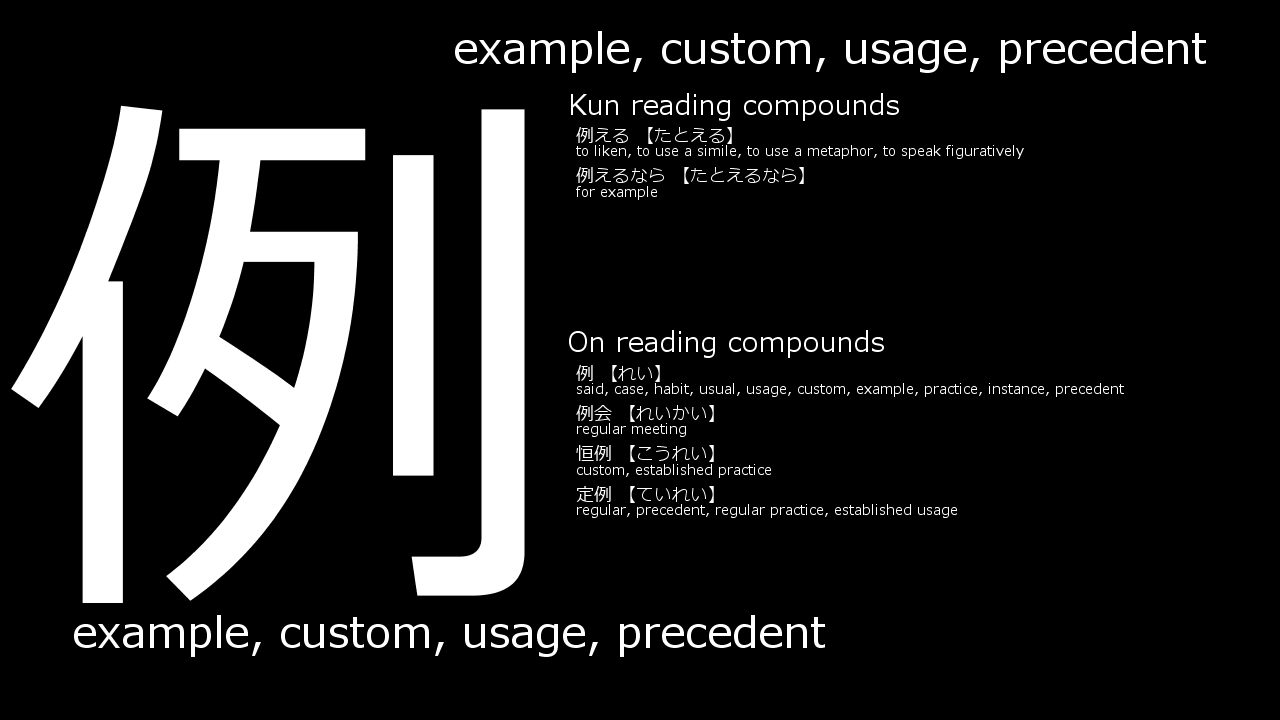 example, custom, usage, precedent
例
Kun reading compounds
例える 【たとえる】
to liken, to use a simile, to use a metaphor, to speak figuratively
例えるなら 【たとえるなら】
for example
On reading compounds
例 【れい】
said, case, habit, usual, usage, custom, example, practice, instance, precedent
例会 【れいかい】
regular meeting
恒例 【こうれい】
custom, established practice
定例 【ていれい】
regular, precedent, regular practice, established usage
example, custom, usage, precedent